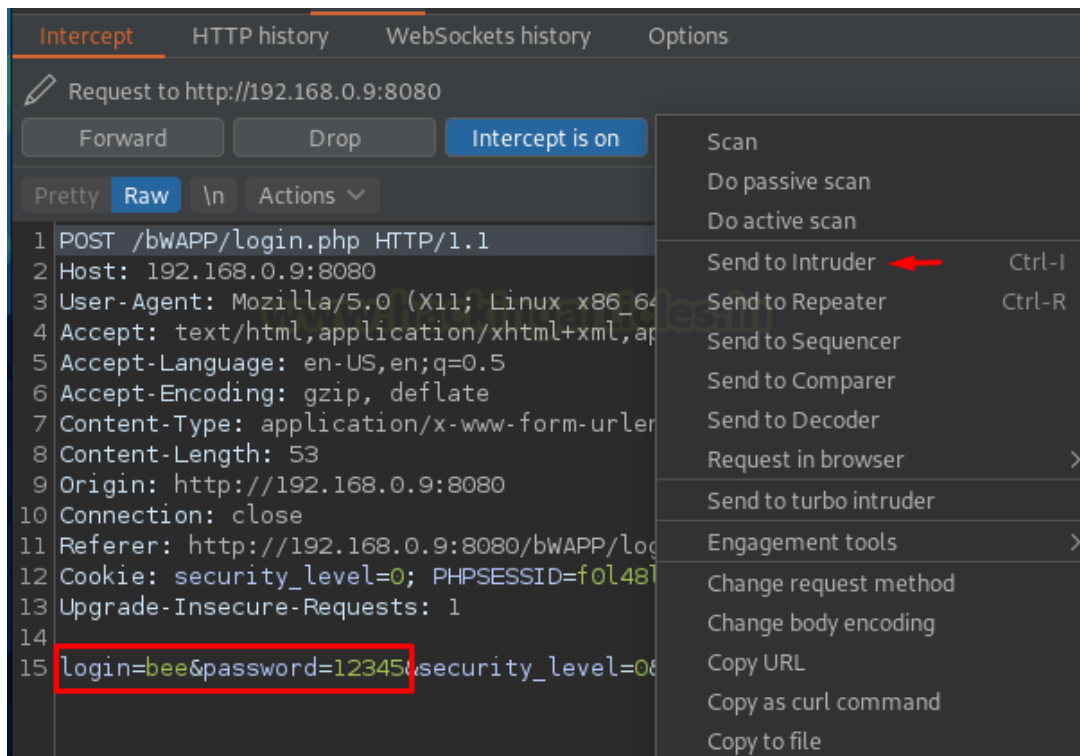 Intercept HTTP history WebSockets history Options
Request to http://192.168.0.9:8080
Forward Drop Intercept is on
Pretty Raw \n Actions
1 POST /bWAPP/login.php HTTP/1.1
2 Host: 192.168.0.9:8080
3 User-Agent: Mozilla/5.0 (X11; Linux x86_64
4 Accept: text/html,application/xhtml+xml,ap
5 Accept-Language: en-US,en;q=0.5
6 Accept-Encoding: gzip, deflate
7 Content-Type: application/x-www-form-urler
8 Content-Length: 53
9 Origin: http://192.168.0.9:8080
10 Connection: close
11 Referer: http://192.168.0.9:8080/bWAPP/log
12 Cookie: security_level=0; PHPSESSID=f0l48l
13 Upgrade-Insecure-Requests: 1
14
15 login=bee&password=12345&security_level=0&
Scan
Do passive scan
Do active scan
Send to Intruder Ctrl-I
Send to Repeater Ctrl-R
Send to Sequencer
Send to Comparer
Send to Decoder
Request in browser
Send to turbo intruder
Engagement tools
Change request method
Change body encoding
Copy URL
Copy as curl command
Copy to file